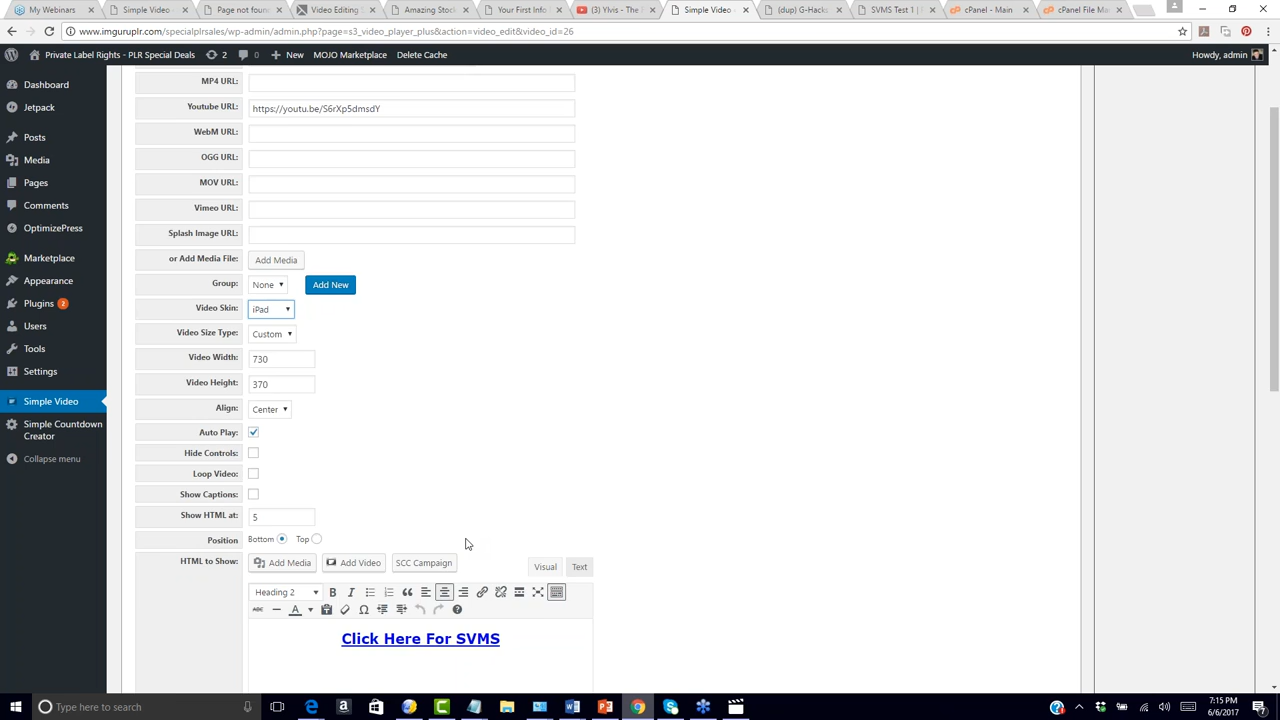 My Webinars
Simple Video
Page not foun
Video Editing
Amazing Stock
Your First Info
(3) Ylvis - The
Simple Video
(dup) G-Hacka
SVMS Test 1 |
cPanel - Main
cPanel File Ma
www.imguruplr.com/specialplrsales/wp-admin/admin.php?page=s3_video_player_plus&action=video_edit&video_id=26
Private Label Rights - PLR Special Deals
2
0
New
MOJO Marketplace
Delete Cache
Howdy, admin
Dashboard
Jetpack
Posts
Media
Pages
Comments
OptimizePress
Marketplace
Appearance
Plugins 2
Users
Tools
Settings
Simple Video
Simple Countdown
Creator
Collapse menu
MP4 URL:
Youtube URL: https://youtu.be/S6rXp5dmsdY
WebM URL:
OGG URL:
MOV URL:
Vimeo URL:
Splash Image URL:
or Add Media File: Add Media
Group: None Add New
Video Skin: iPad
Video Size Type: Custom
Video Width: 730
Video Height: 370
Align: Center
Auto Play:
Hide Controls:
Loop Video:
Show Captions:
Show HTML at: 5
Position Bottom Top
HTML to Show: Add Media Add Video SCC Campaign Visual Text
Heading 2
Click Here For SVMS
Type here to search
7:15 PM
6/6/2017